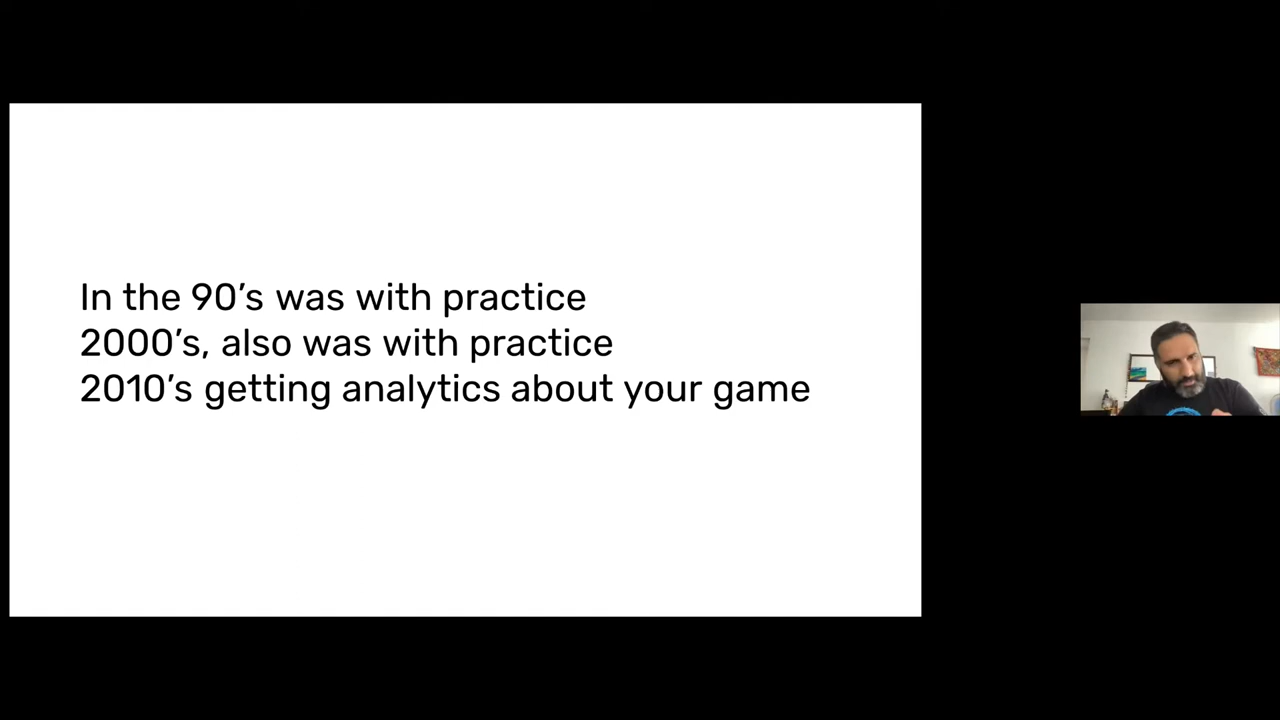 In the 90’s was with practice
2000’s, also was with practice
2010’s getting analytics about your game